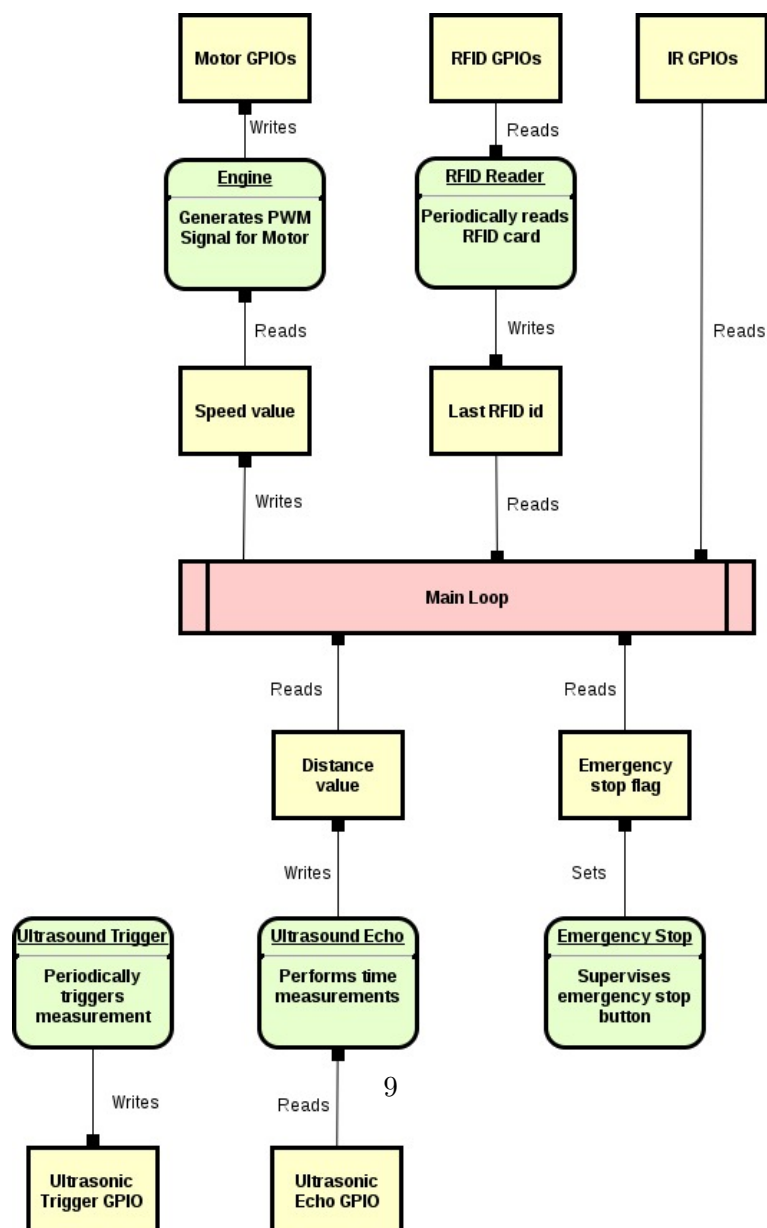 Motor GPIOs
RFID GPIOs
IR GPIOs
Writes
Reads
Engine
Generates PWM
Signal for Motor
RFID Reader
Periodically reads
RFID card
Reads
Writes
Reads
Speed value
Last RFID id
Writes
Reads
Main Loop
Reads
Reads
Distance
value
Emergency
stop flag
Writes
Sets
Ultrasound Trigger
Periodically
triggers
measurement
Ultrasound Echo
Performs time
measurements
Emergency Stop
Supervises
emergency stop
button
9
Writes
Reads
Ultrasonic
Trigger GPIO
Ultrasonic
Echo GPIO